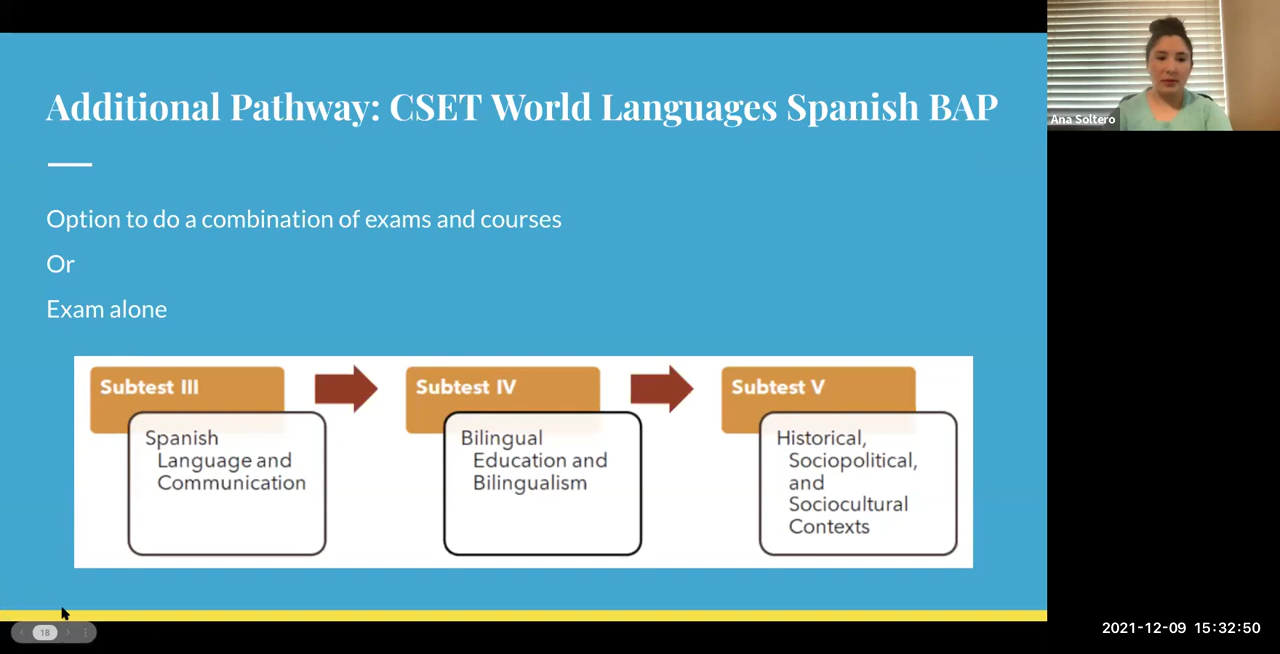 Additional Pathway: CSET World Languages Spanish BAP
Ana Soltero
Option to do a combination of exams and courses
Or
Exam alone
Subtest III
Spanish
Language and
Communication
Subtest IV
Bilingual
Education and
Bilingualism
Subtest V
Historical,
Sociopolitical,
and
Sociocultural
Contexts
18
2021-12-09 15:32:50